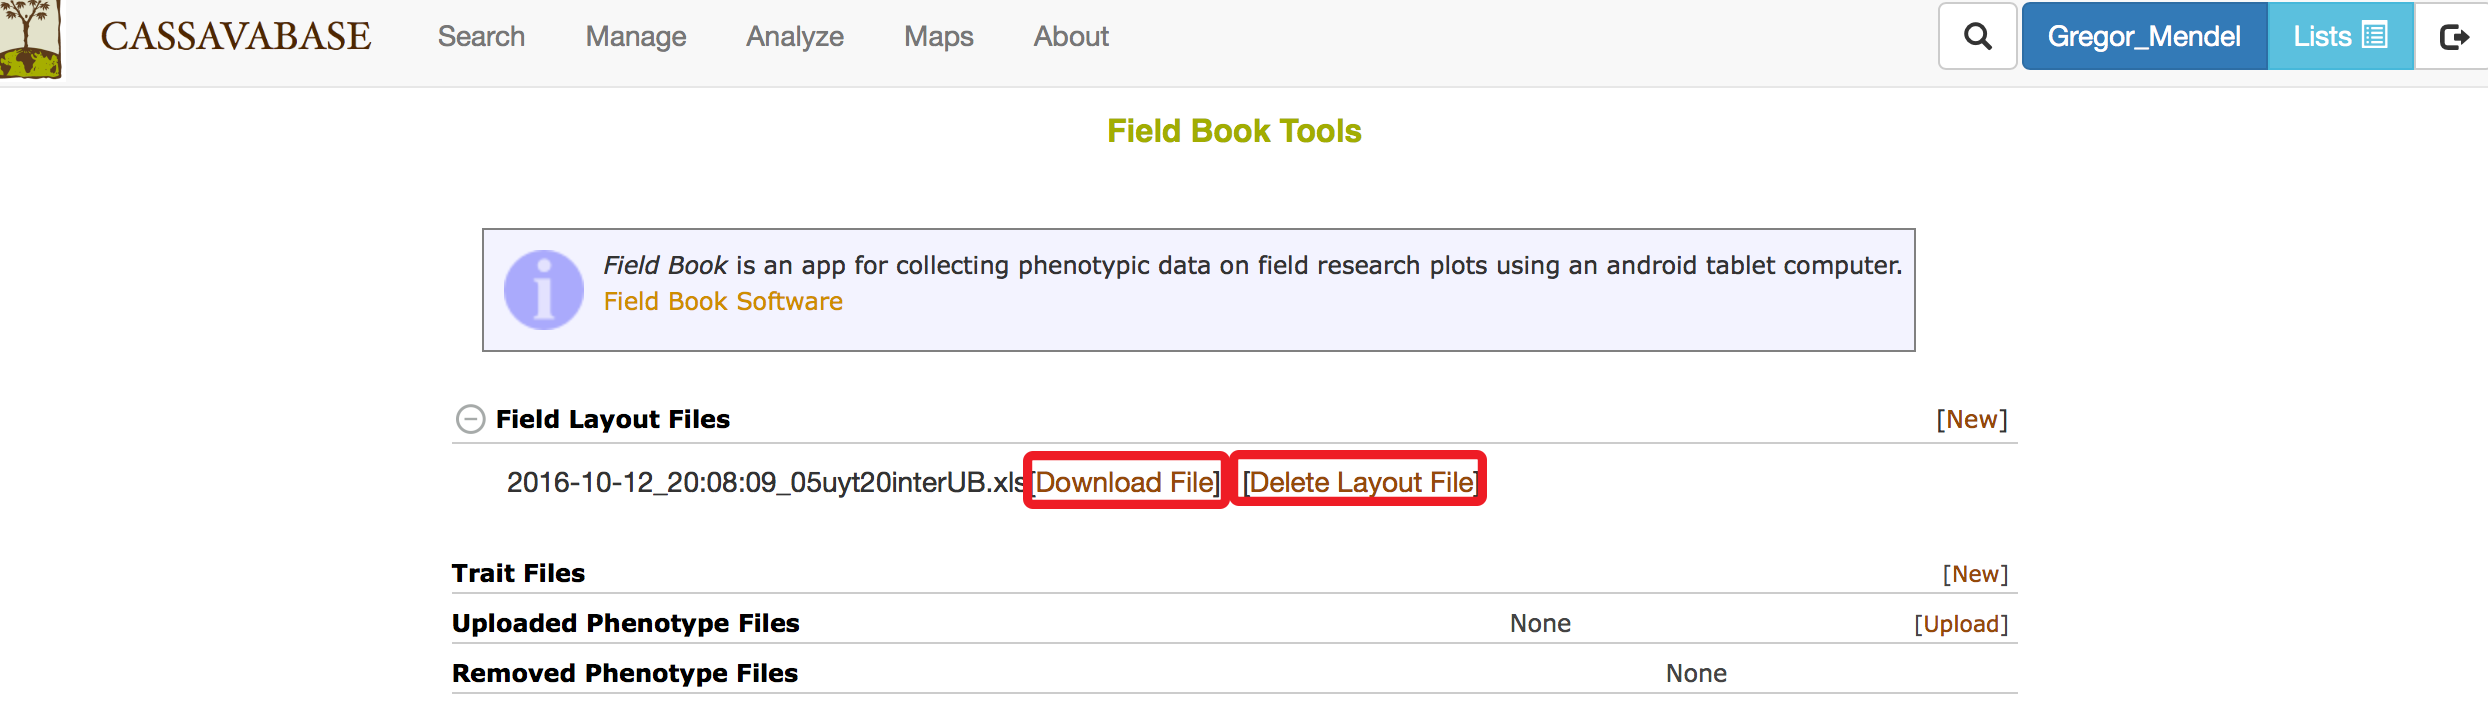 CASSAVABASE Search Manage Analyze Maps About Gregor_Mendel Lists
Field Book Tools
Field Book is an app for collecting phenotypic data on field research plots using an android tablet computer.
Field Book Software
Field Layout Files [New]
2016-10-12_20:08:09_05uyt20interUB.xls[Download File] [Delete Layout File]
Trait Files [New]
Uploaded Phenotype Files None [Upload]
Removed Phenotype Files None